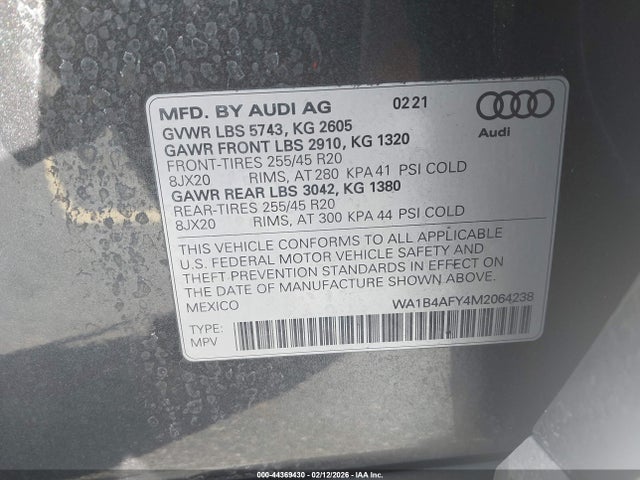 MFD. BY AUDI AG 0221
GVWR LBS 5743, KG 2605
GAWR FRONT LBS 2910, KG 1320
FRONT-TIRES 255/45 R20
8JX20 RIMS, AT 280 KPA 41 PSI COLD
GAWR REAR LBS 3042, KG 1380
REAR-TIRES 255/45 R20
8JX20 RIMS, AT 300 KPA 44 PSI COLD
Audi
THIS VEHICLE CONFORMS TO ALL APPLICABLE
U.S. FEDERAL MOTOR VEHICLE SAFETY AND
THEFT PREVENTION STANDARDS IN EFFECT ON
THE DATE OF MANUFACTURE SHOWN ABOVE.
MEXICO WA1B4AFY4M2064238
TYPE:
MPV
000-44369430 - 02/12/2026 - IAA Inc.